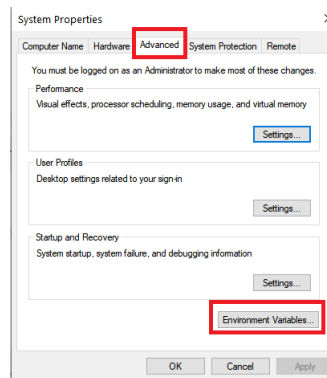 System Properties
Computer Name Hardware Advanced System Protection Remote
You must be logged on as an Administrator to make most of these changes.
Performance
Visual effects, processor scheduling, memory usage, and virtual memory
Settings...
User Profiles
Desktop settings related to your sign-in
Settings...
Startup and Recovery
System startup, system failure, and debugging information
Settings...
Environment Variables...
OK Cancel Apply